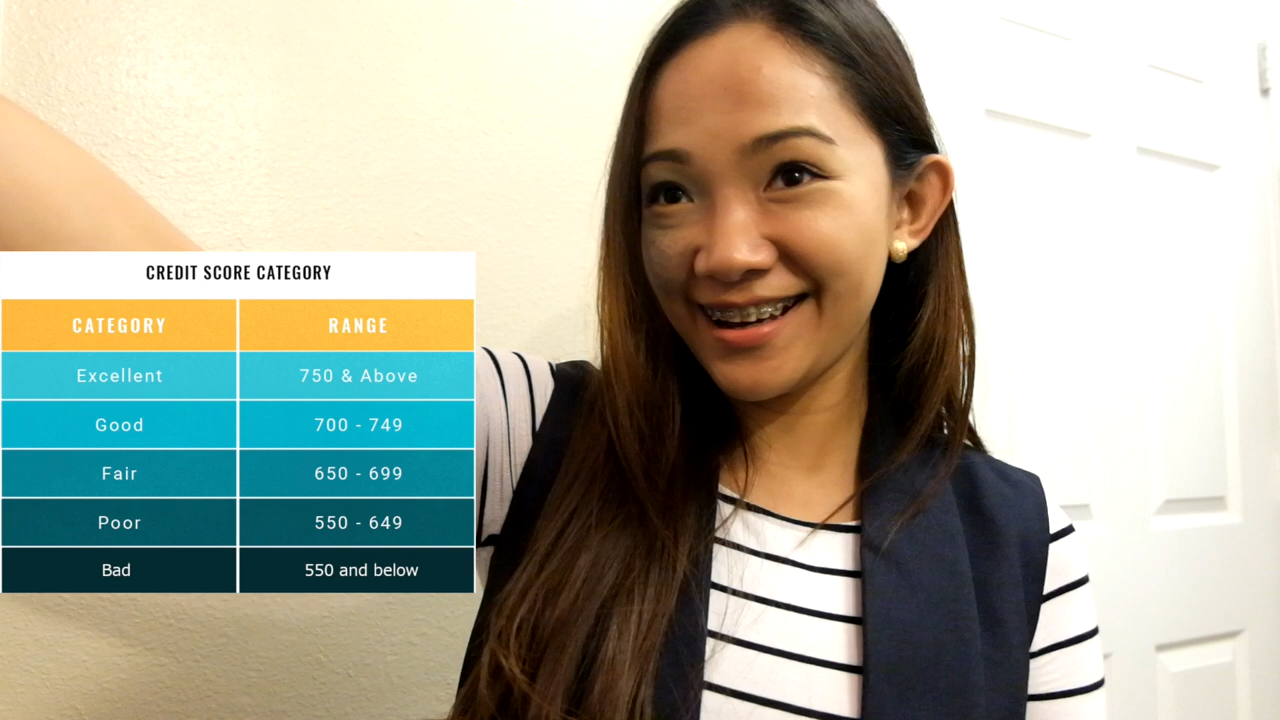 CREDIT SCORE CATEGORY
CATEGORY RANGE
Excellent 750 & Above
Good 700 - 749
Fair 650 - 699
Poor 550 - 649
Bad 550 and below